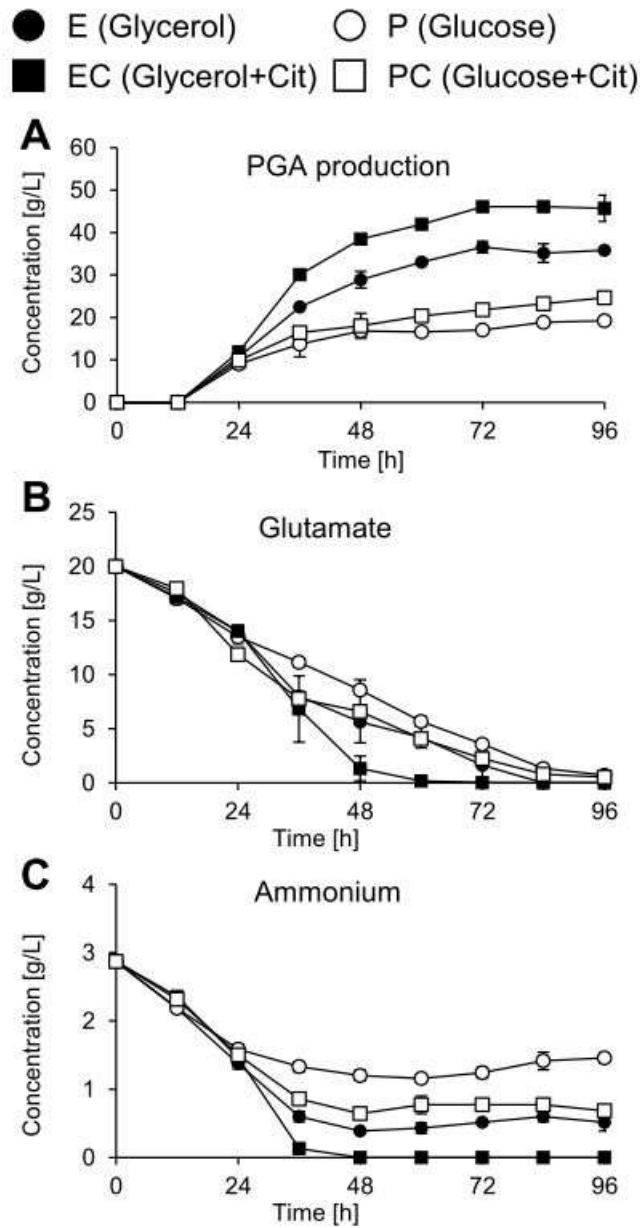 E (Glycerol) P (Glucose)
EC (Glycerol+Cit) PC (Glucose+Cit)
A
PGA production
Concentration [g/L]
60
50
40
30
20
10
0
0 24 48 72 96
Time [h]
B
Glutamate
Concentration [g/L]
25
20
15
10
5
0
0 24 48 72 96
Time [h]
C
Ammonium
Concentration [g/L]
4
3
2
1
0
0 24 48 72 96
Time [h]